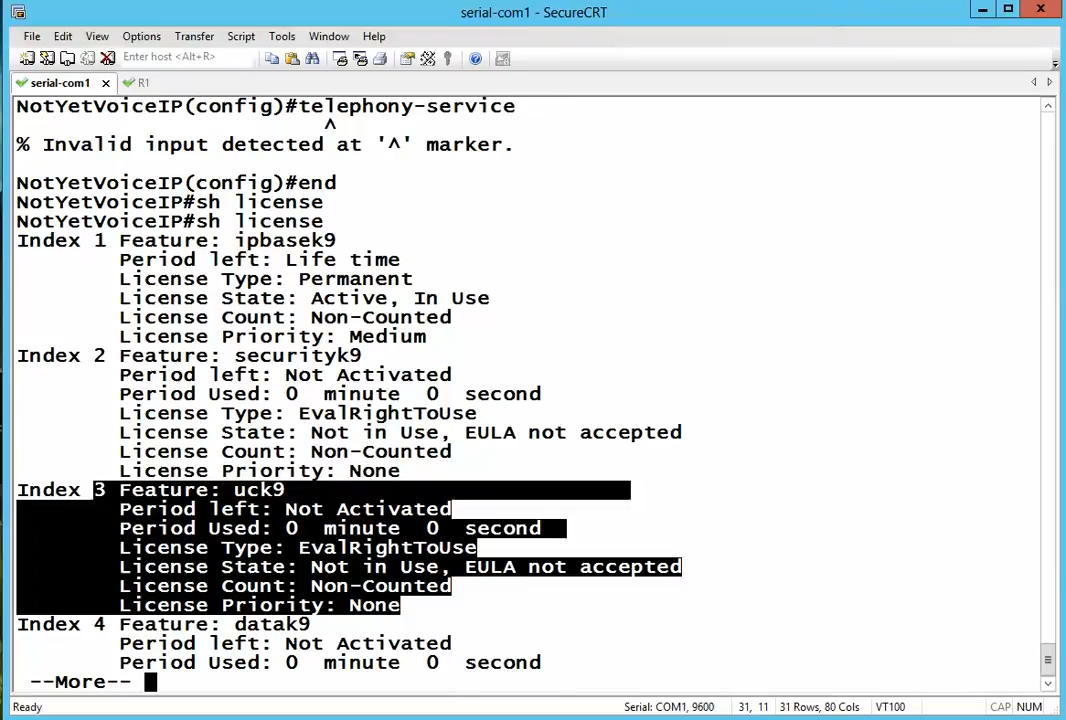 serial-com1 - SecureCRT
File Edit View Options Transfer Script Tools Window Help
Enter host <Alt+R>
serial-com1 R1
NotYetVoiceIP(config)#telephony-service
^
% Invalid input detected at '^' marker.
NotYetVoiceIP(config)#end
NotYetVoiceIP#sh license
NotYetVoiceIP#sh license
Index 1 Feature: ipbasek9
Period left: Life time
License Type: Permanent
License State: Active, In Use
License Count: Non-Counted
License Priority: Medium
Index 2 Feature: securityk9
Period left: Not Activated
Period Used: 0 minute 0 second
License Type: EvalRightToUse
License State: Not in Use, EULA not accepted
License Count: Non-Counted
License Priority: None
Index 3 Feature: uck9
Period left: Not Activated
Period Used: 0 minute 0 second
License Type: EvalRightToUse
License State: Not in Use, EULA not accepted
License Count: Non-Counted
License Priority: None
Index 4 Feature: datak9
Period left: Not Activated
Period Used: 0 minute 0 second
--More--
Ready Serial: COM1, 9600 31, 11 31 Rows, 80 Cols VT100 CAP NUM